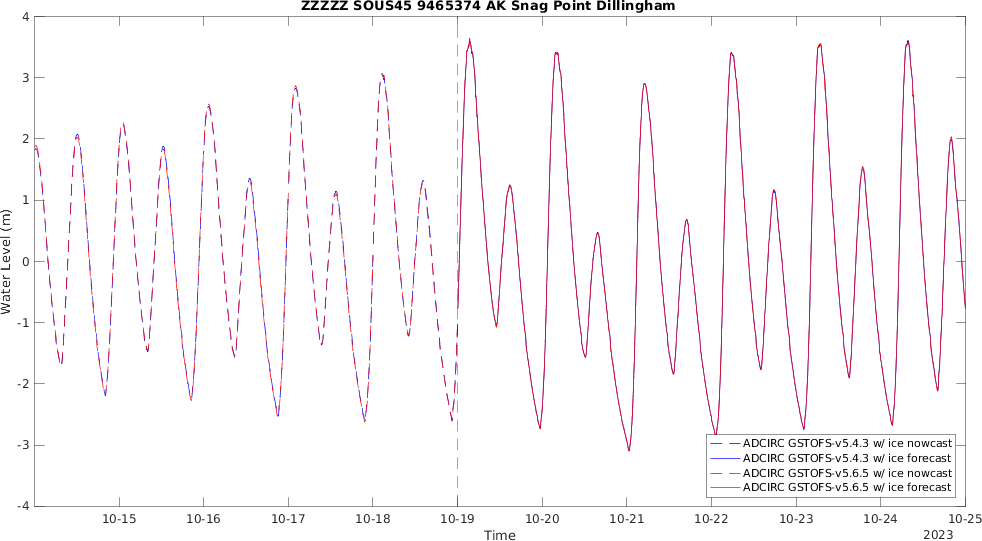 ZZZZZ SOUS45 9465374 AK Snag Point Dillingham
4
3
2
1
0
-1
-2
-3
-4
Water Level (m)
ADCIRC GSTOFS-v5.4.3 w/ ice nowcast
ADCIRC GSTOFS-v5.4.3 w/ ice forecast
ADCIRC GSTOFS-v5.6.5 w/ ice nowcast
ADCIRC GSTOFS-v5.6.5 w/ ice forecast
10-15 10-16 10-17 10-18 10-19 10-20 10-21 10-22 10-23 10-24 10-25
Time
2023